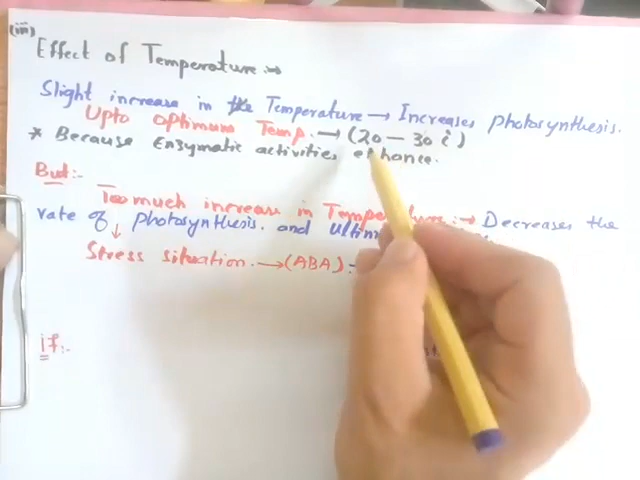 (iii)
Effect of Temperature:→
Slight increase in the Temperature → Increases photosynthesis.
Upto optimum Temp. → (20 - 30 c)
* Because Enzymatic activities enhance.
But:-
Too much increase in Temperature :→ Decreases the
rate of photosynthesis. and
↓
Stress situation. → (ABA) :-
if:-